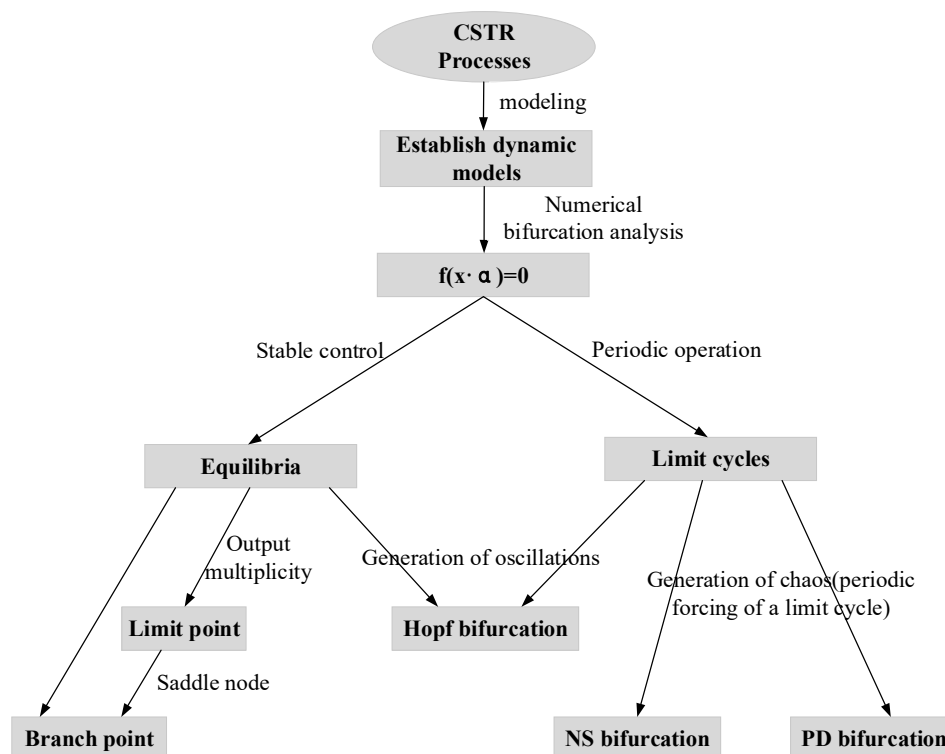 CSTR
Processes
modeling
Establish dynamic
models
Numerical
bifurcation analysis
f(x· α )=0
Stable control
Periodic operation
Equilibria
Limit cycles
Output
multiplicity
Generation of oscillations
Generation of chaos(periodic
forcing of a limit cycle)
Limit point
Hopf bifurcation
Saddle node
Branch point
NS bifurcation
PD bifurcation